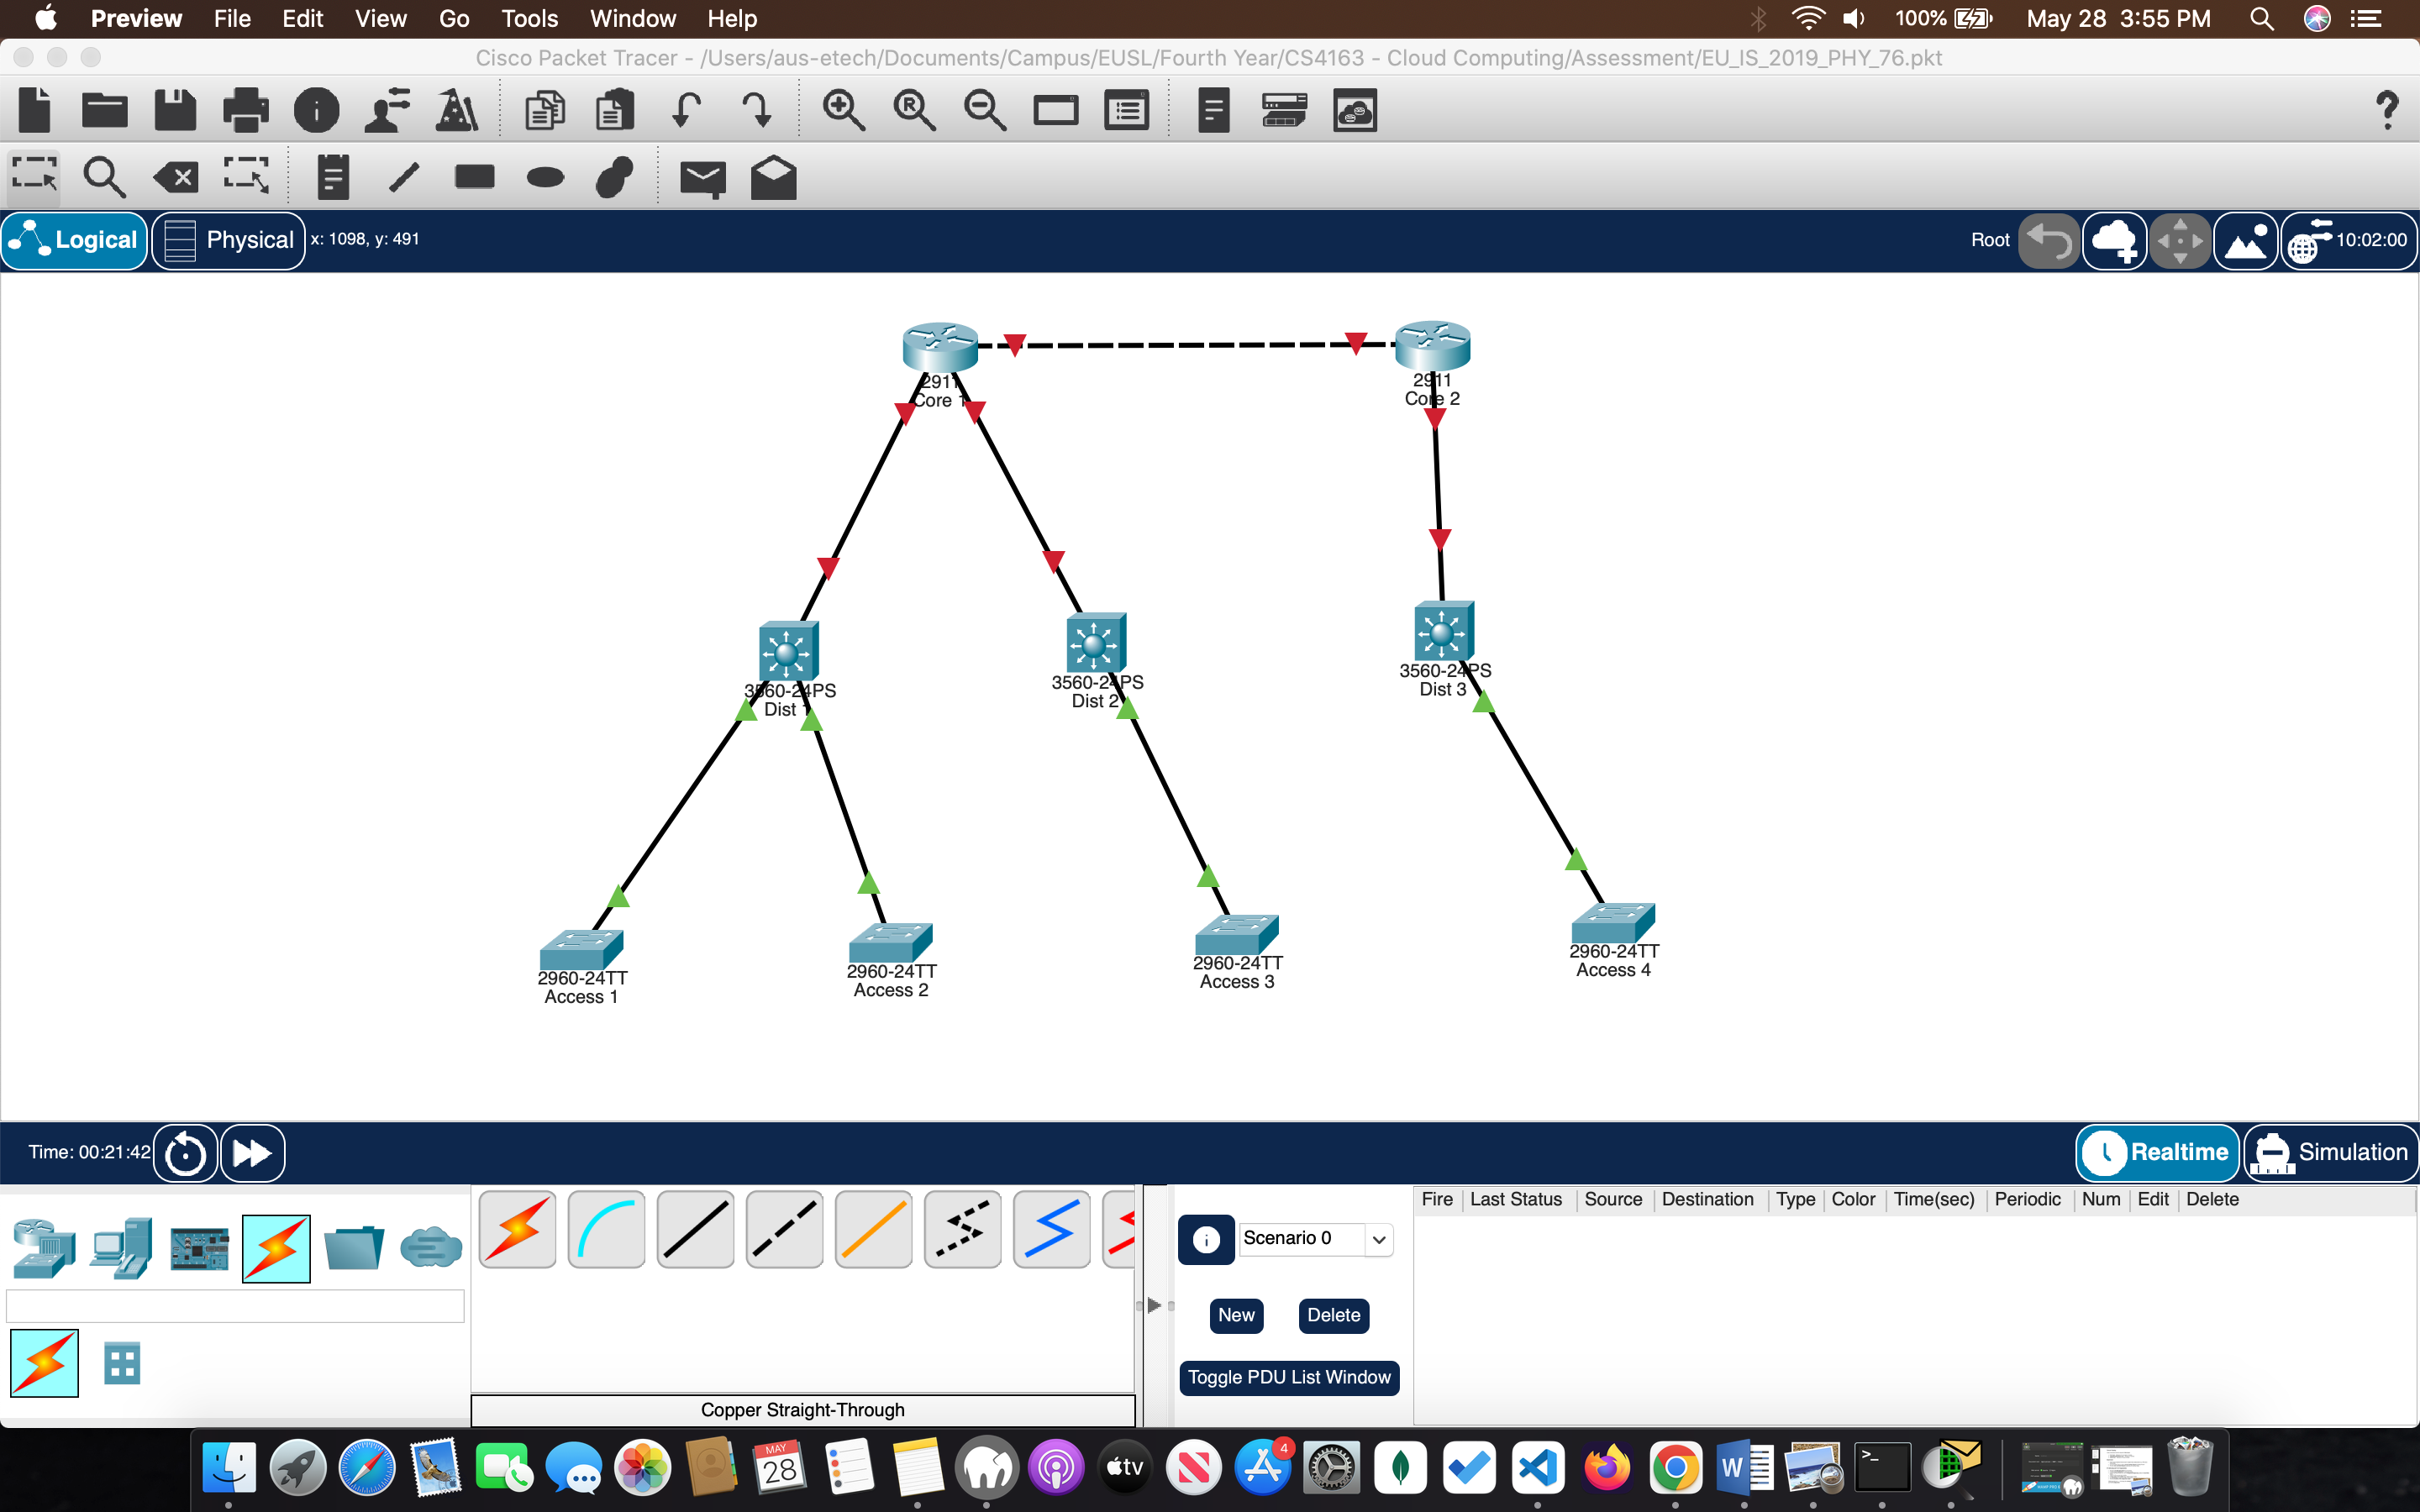 Preview File Edit View Go Tools Window Help 100% May 28 3:55 PM
Cisco Packet Tracer - /Users/aus-etech/Documents/Campus/EUSL/Fourth Year/CS4163 - Cloud Computing/Assessment/EU_IS_2019_PHY_76.pkt
Logical Physical x: 1098, y: 491 Root 10:02:00
2911
Core 1
2911
Core 2
3560-24PS
Dist 1
3560-24PS
Dist 2
3560-24PS
Dist 3
2960-24TT
Access 1
2960-24TT
Access 2
2960-24TT
Access 3
2960-24TT
Access 4
Time: 00:21:42 Realtime Simulation
Fire Last Status Source Destination Type Color Time(sec) Periodic Num Edit Delete
Scenario 0
New Delete
Toggle PDU List Window
Copper Straight-Through
MAY
28
tv
4
W
>_